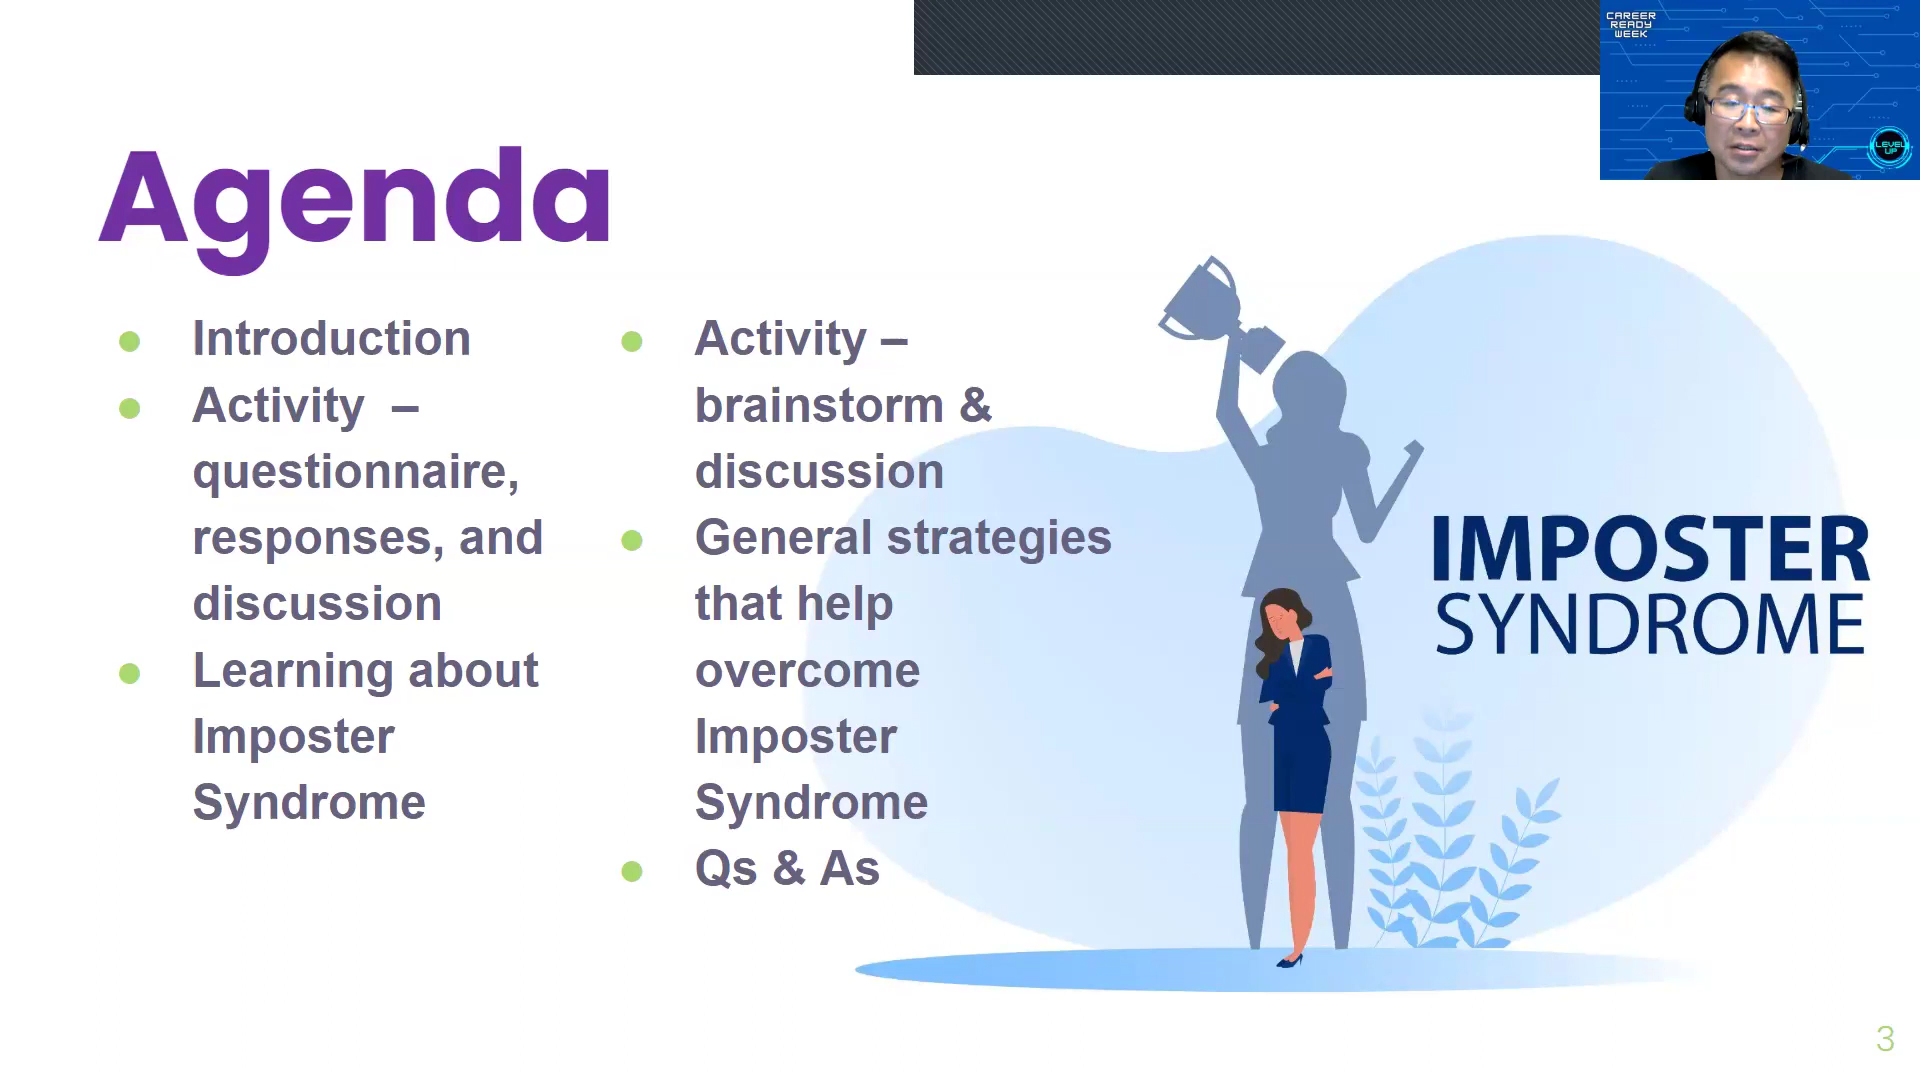 CAREER
READY
WEEK
LEVEL
UP
Agenda
Introduction
Activity –
questionnaire,
responses, and
discussion
Learning about
Imposter
Syndrome
Activity –
brainstorm &
discussion
General strategies
that help
overcome
Imposter
Syndrome
Qs & As
IMPOSTER
SYNDROME
3